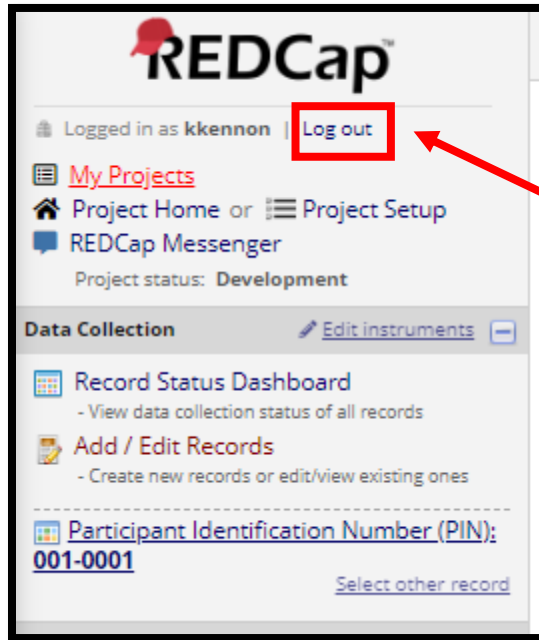 REDCap™
Logged in as kkennon | Log out
My Projects
Project Home or Project Setup
REDCap Messenger
Project status: Development
Data Collection Edit instruments
Record Status Dashboard
- View data collection status of all records
Add / Edit Records
- Create new records or edit/view existing ones
Participant Identification Number (PIN):
001-0001
Select other record